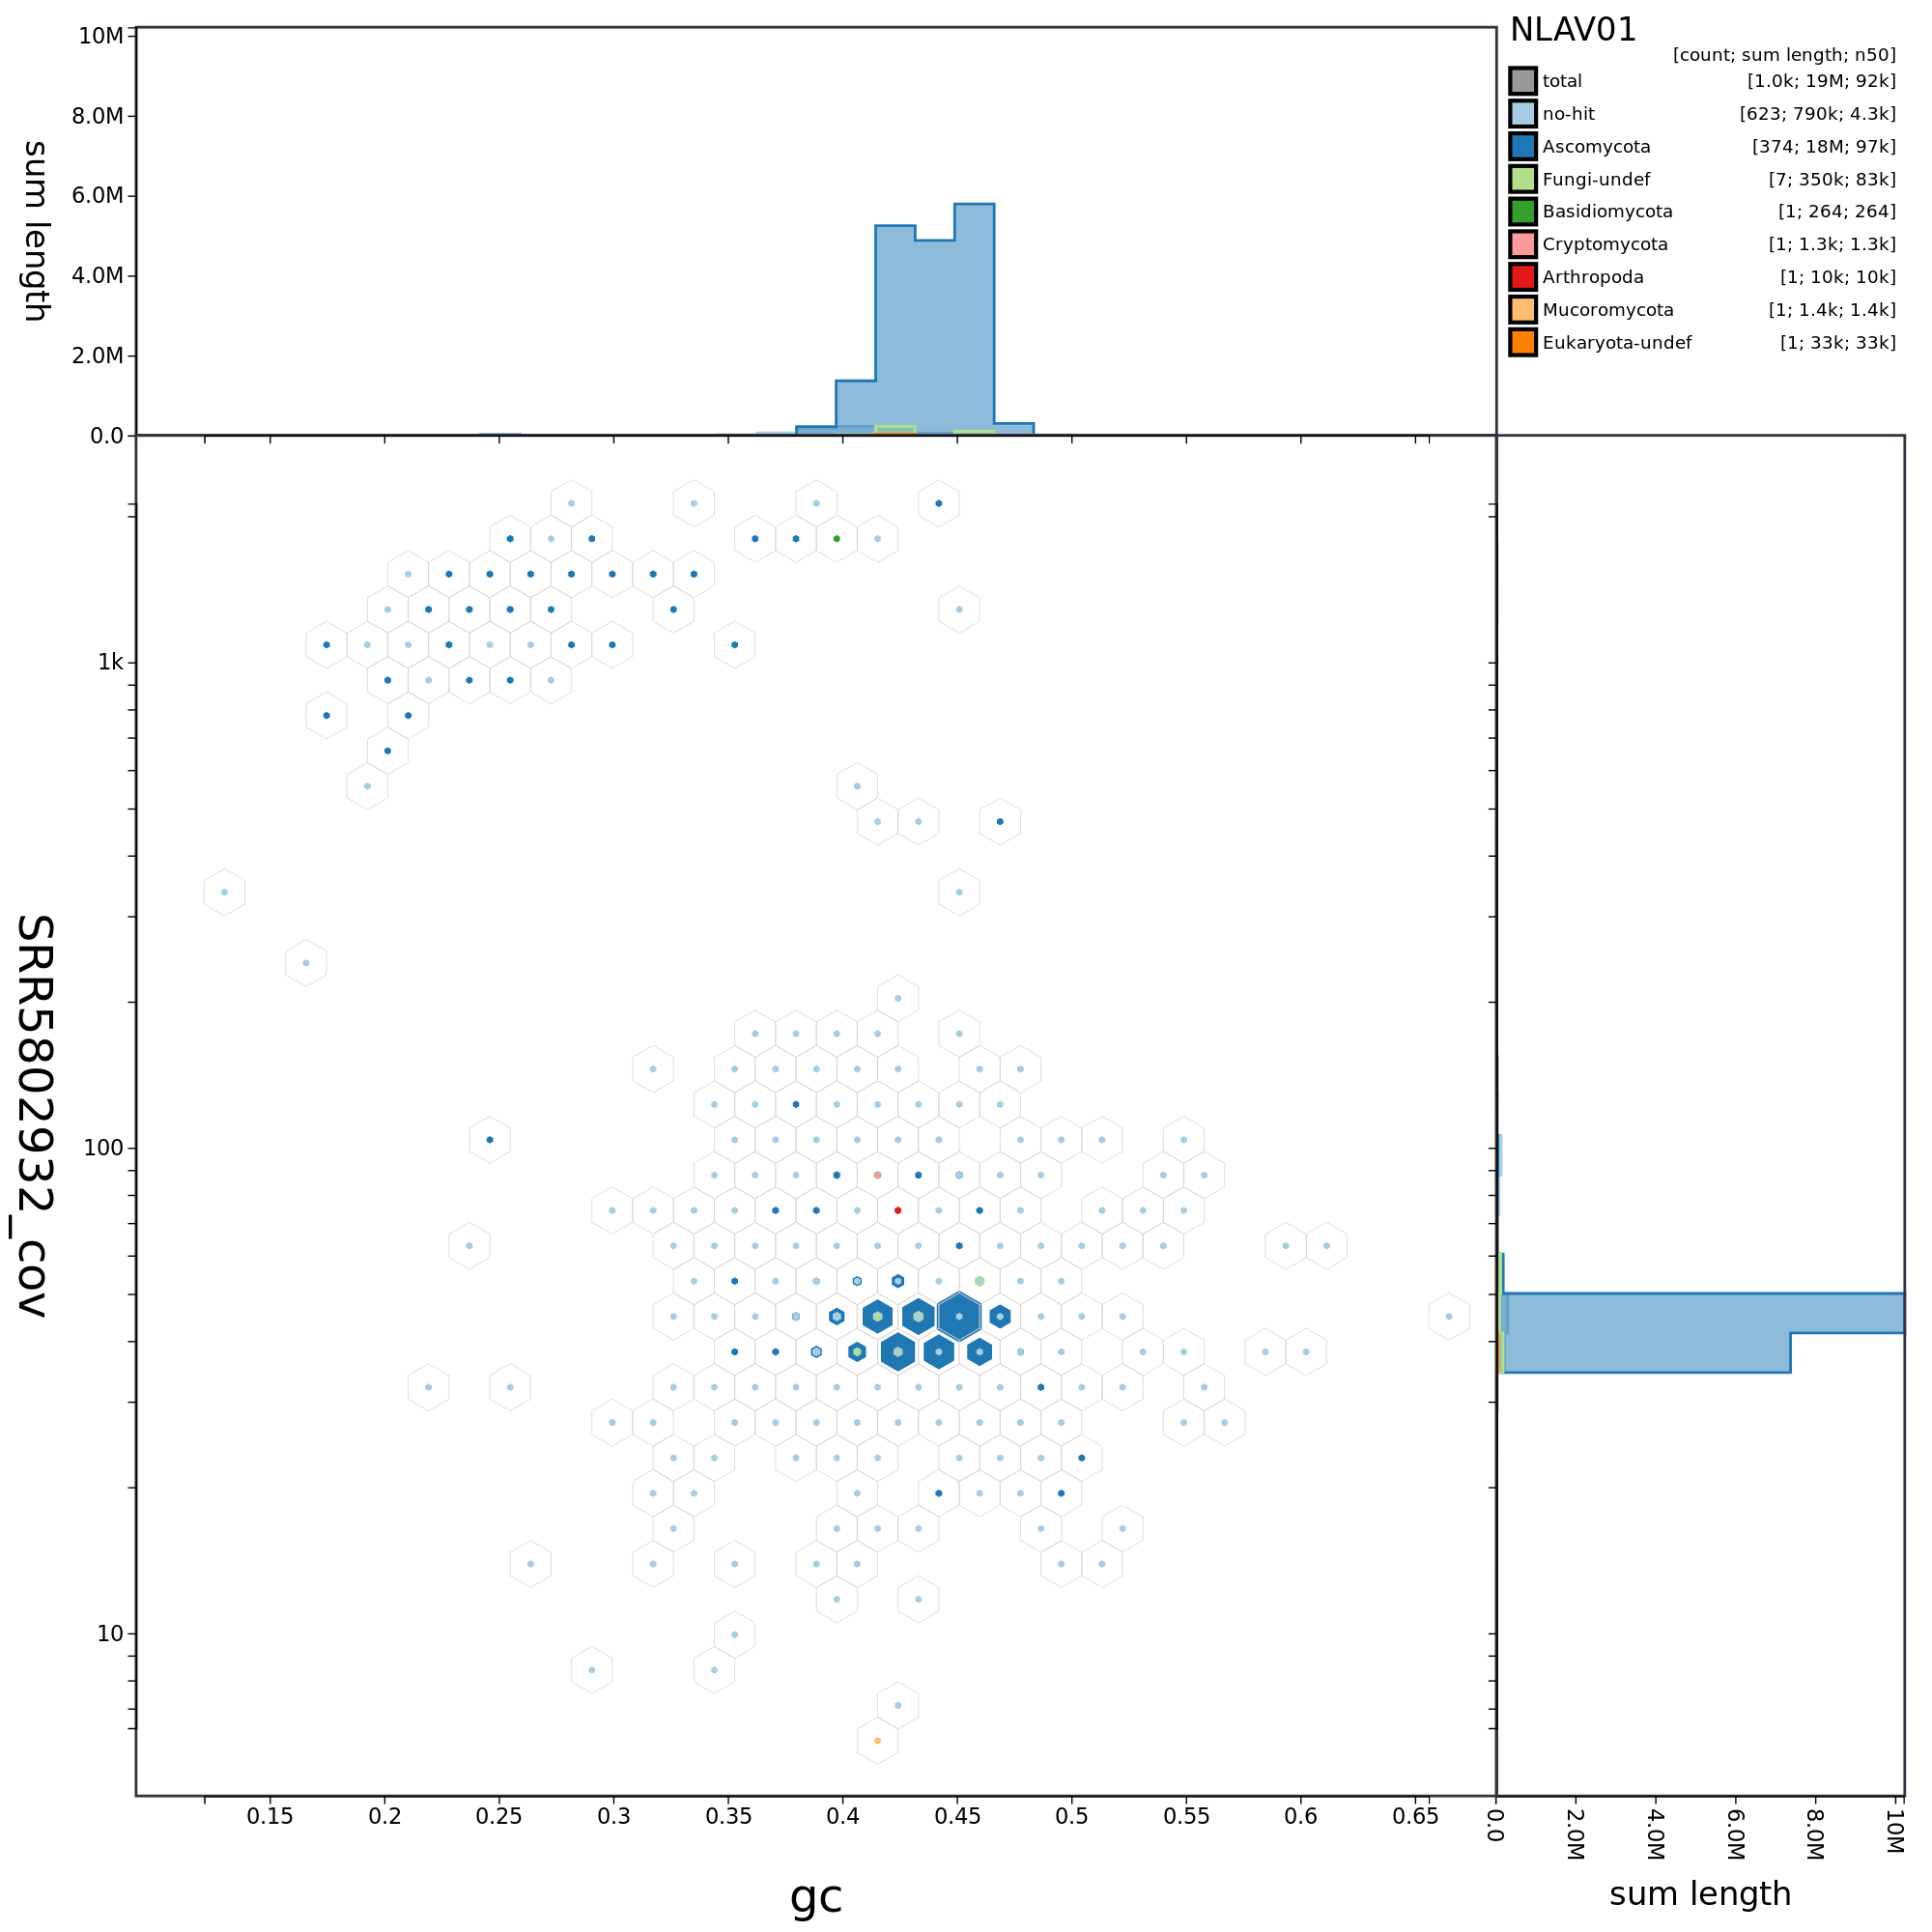 10M
8.0M
6.0M
4.0M
2.0M
0.0
sum length
NLAV01
[count; sum length; n50]
total [1.0k; 19M; 92k]
no-hit [623; 790k; 4.3k]
Ascomycota [374; 18M; 97k]
Fungi-undef [7; 350k; 83k]
Basidiomycota [1; 264; 264]
Cryptomycota [1; 1.3k; 1.3k]
Arthropoda [1; 10k; 10k]
Mucoromycota [1; 1.4k; 1.4k]
Eukaryota-undef [1; 33k; 33k]
1k
100
10
SRR5802932_cov
0.15 0.2 0.25 0.3 0.35 0.4 0.45 0.5 0.55 0.6 0.65
gc
0.0 2.0M 4.0M 6.0M 8.0M 10M
sum length